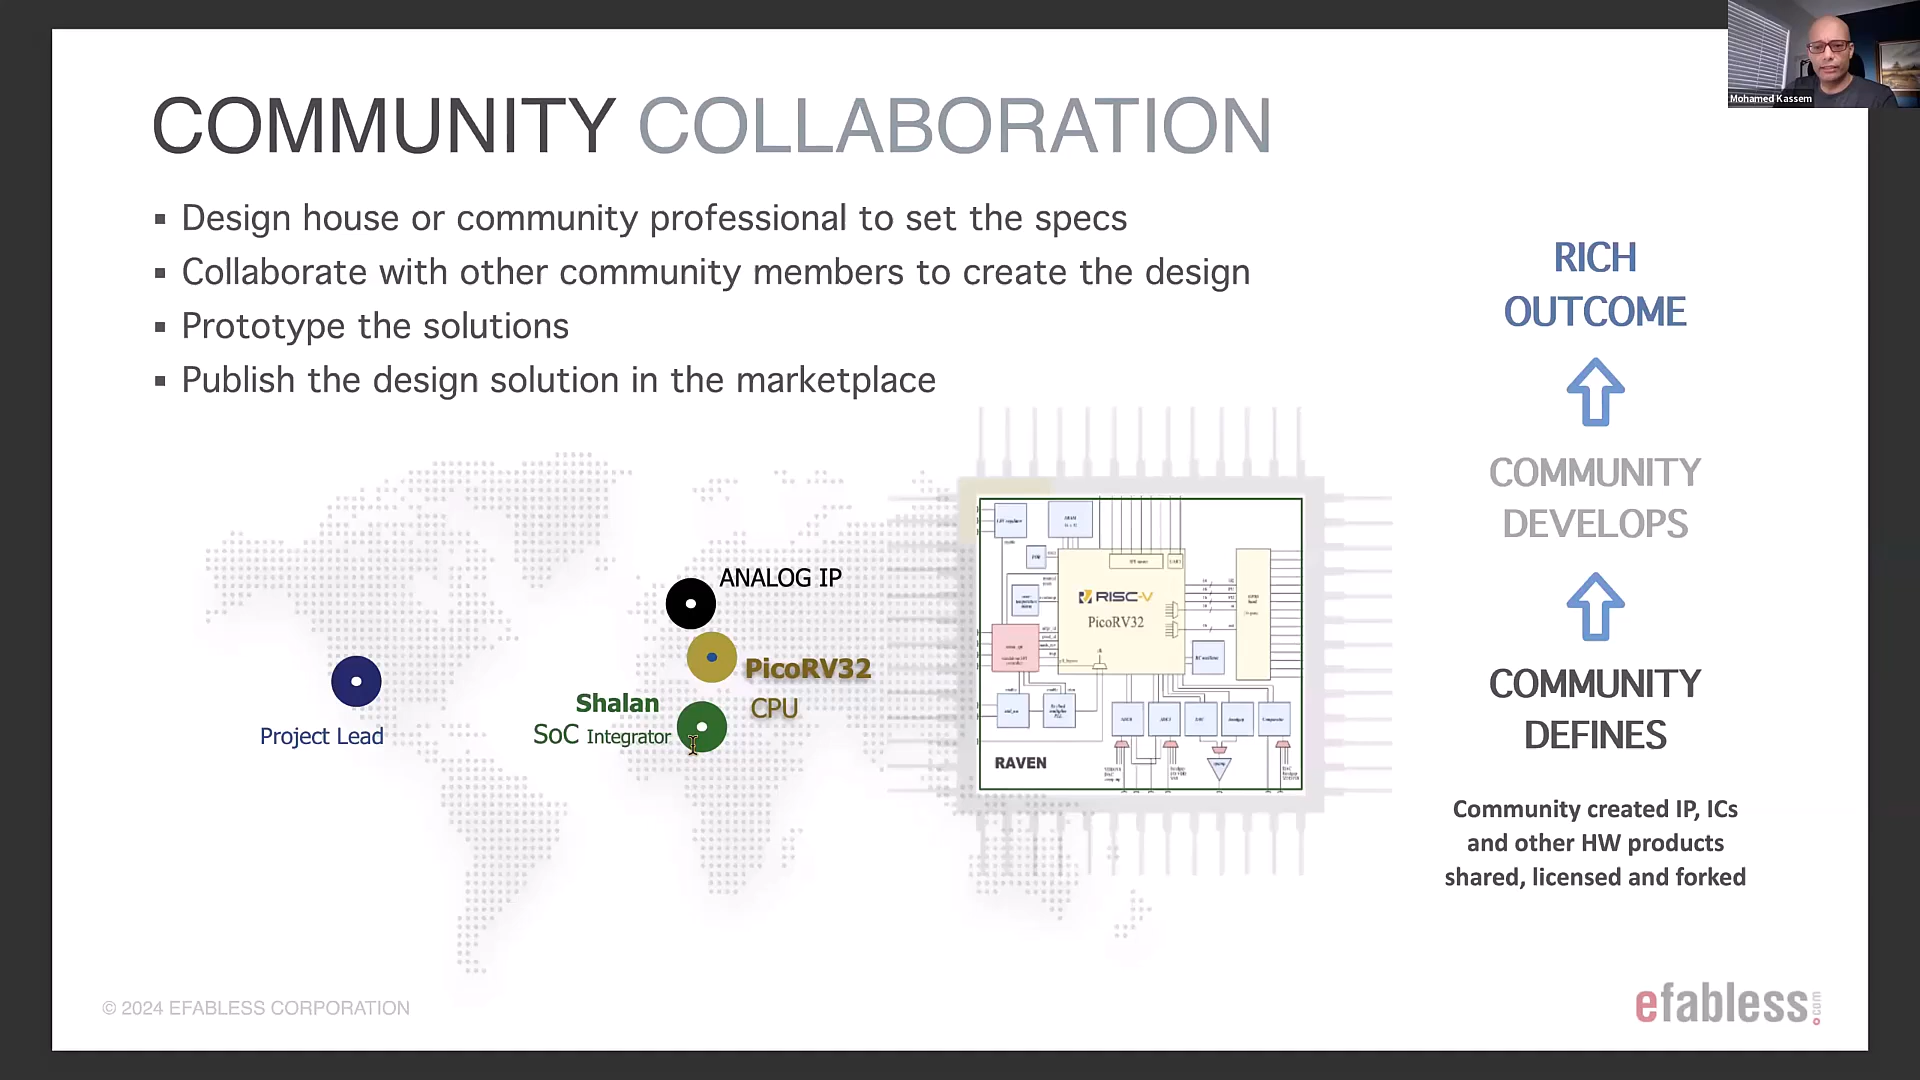 Mohamed Kassem
COMMUNITY COLLABORATION
▪ Design house or community professional to set the specs
▪ Collaborate with other community members to create the design
▪ Prototype the solutions
▪ Publish the design solution in the marketplace
RICH
OUTCOME
COMMUNITY
DEVELOPS
COMMUNITY
DEFINES
Community created IP, ICs
and other HW products
shared, licensed and forked
ANALOG IP
PicoRV32
CPU
Shalan
SoC Integrator
Project Lead
RISC-V
PicoRV32
RAVEN
© 2024 EFABLESS CORPORATION
efabless.com